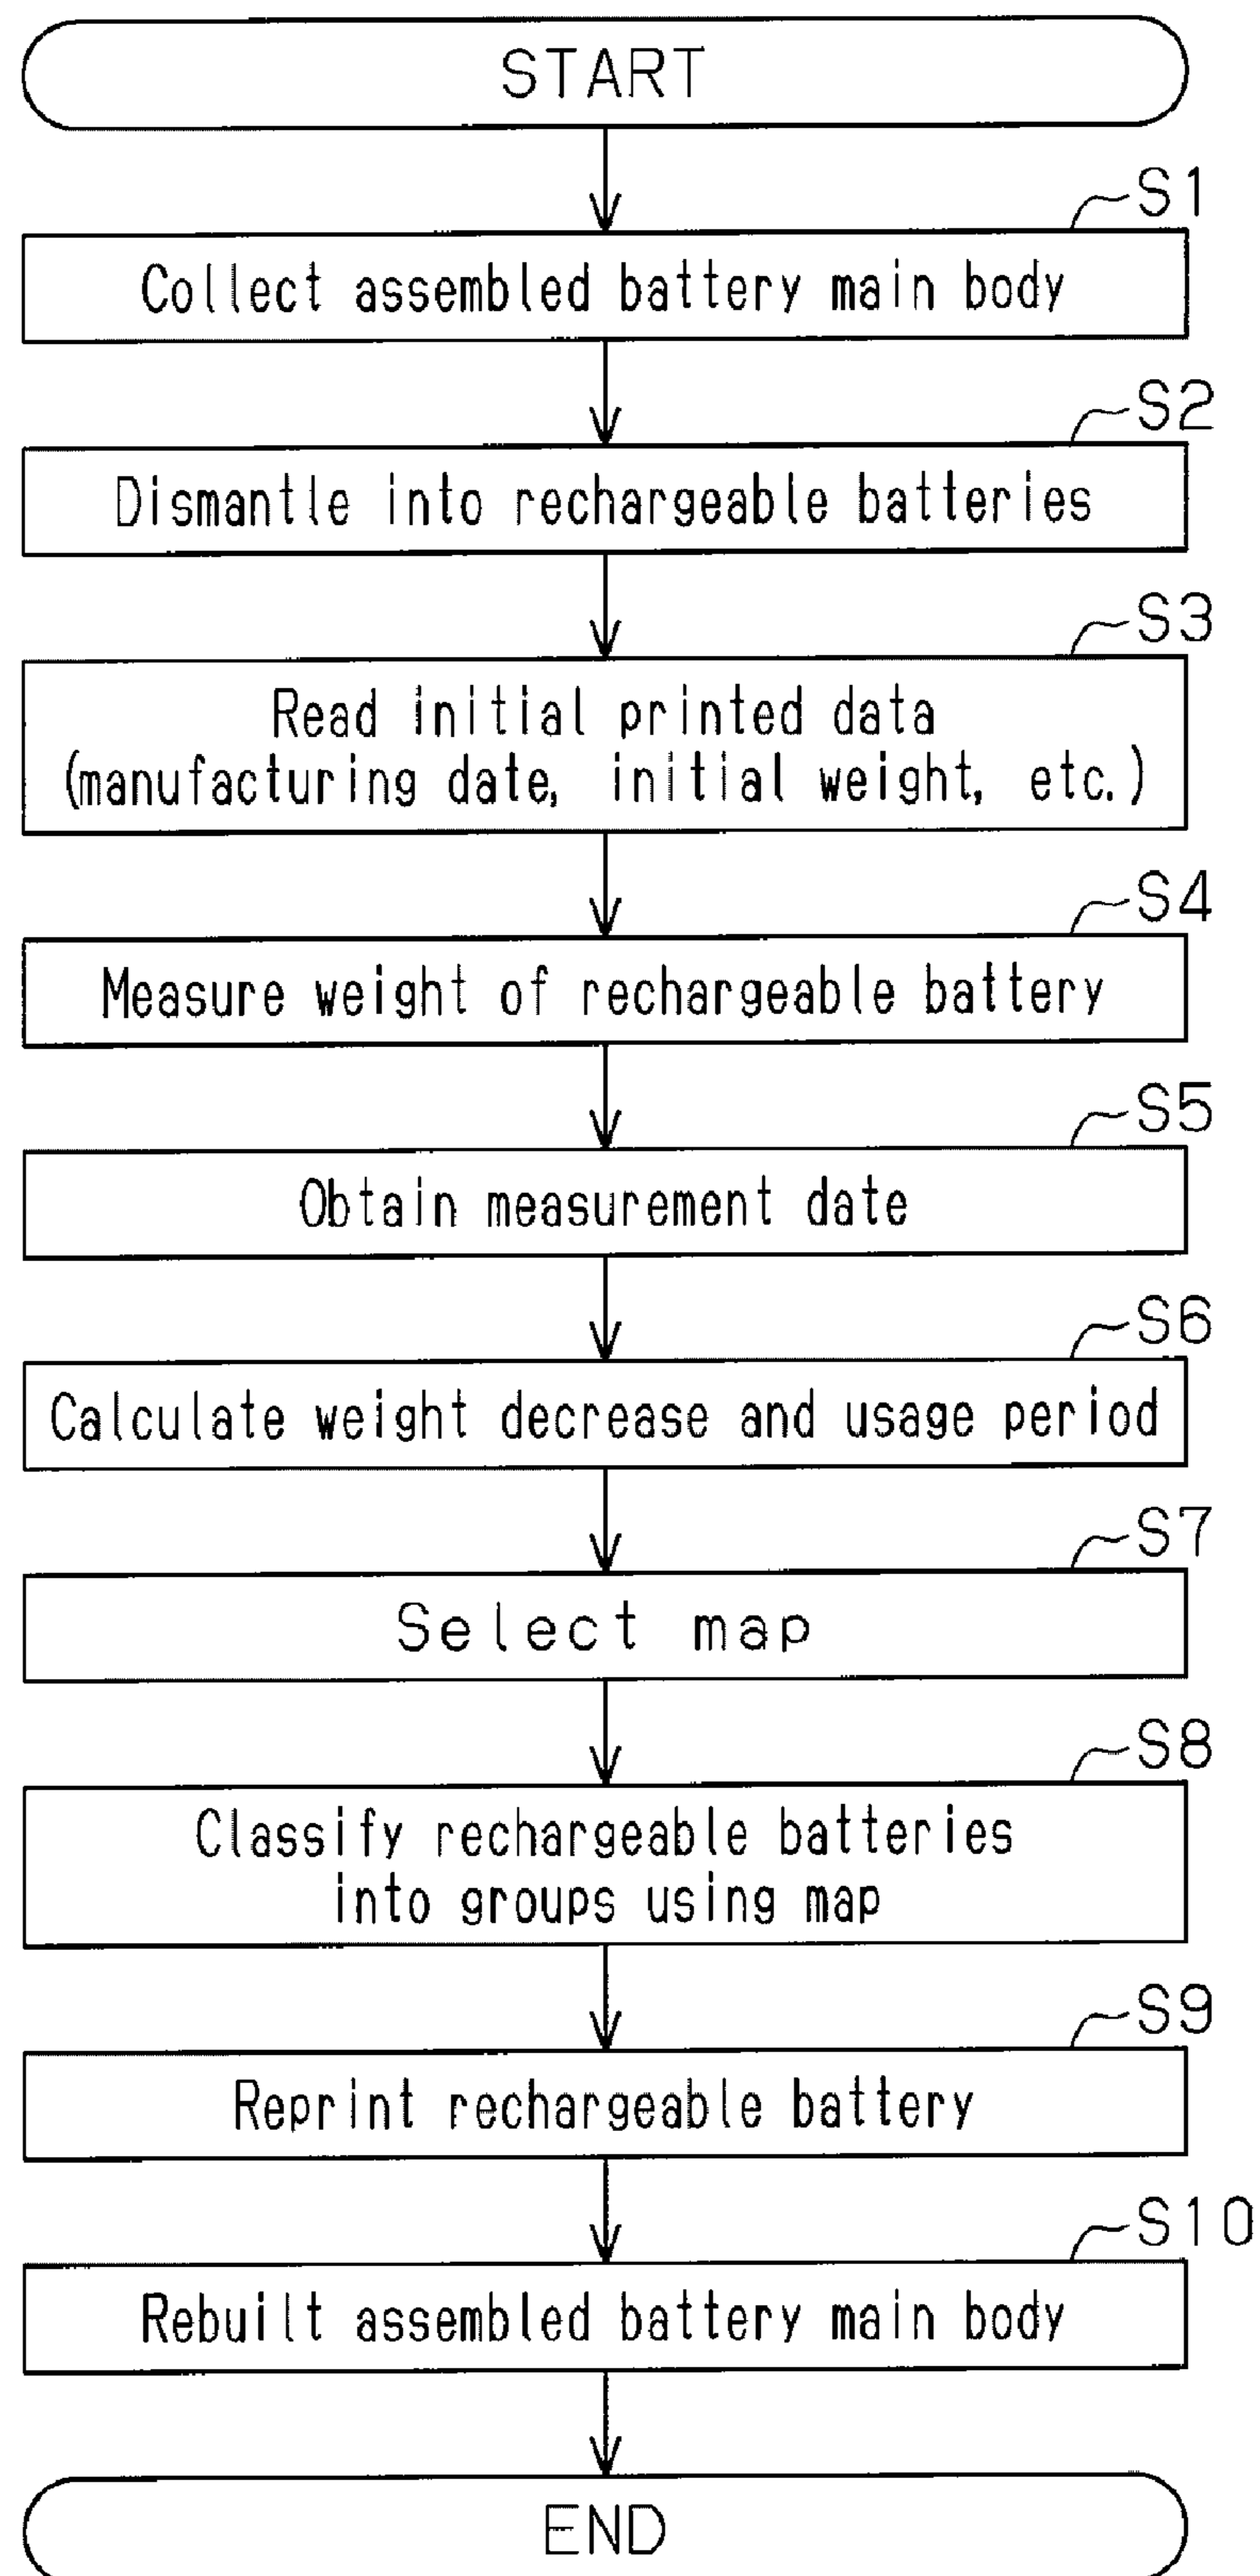 START
S1
Collect assembled battery main body
S2
Dismantle into rechargeable batteries
S3
Read initial printed data
(manufacturing date, initial weight, etc.)
S4
Measure weight of rechargeable battery
S5
Obtain measurement date
S6
Calculate weight decrease and usage period
S7
Select map
S8
Classify rechargeable batteries
into groups using map
S9
Reprint rechargeable battery
S10
Rebuilt assembled battery main body
END